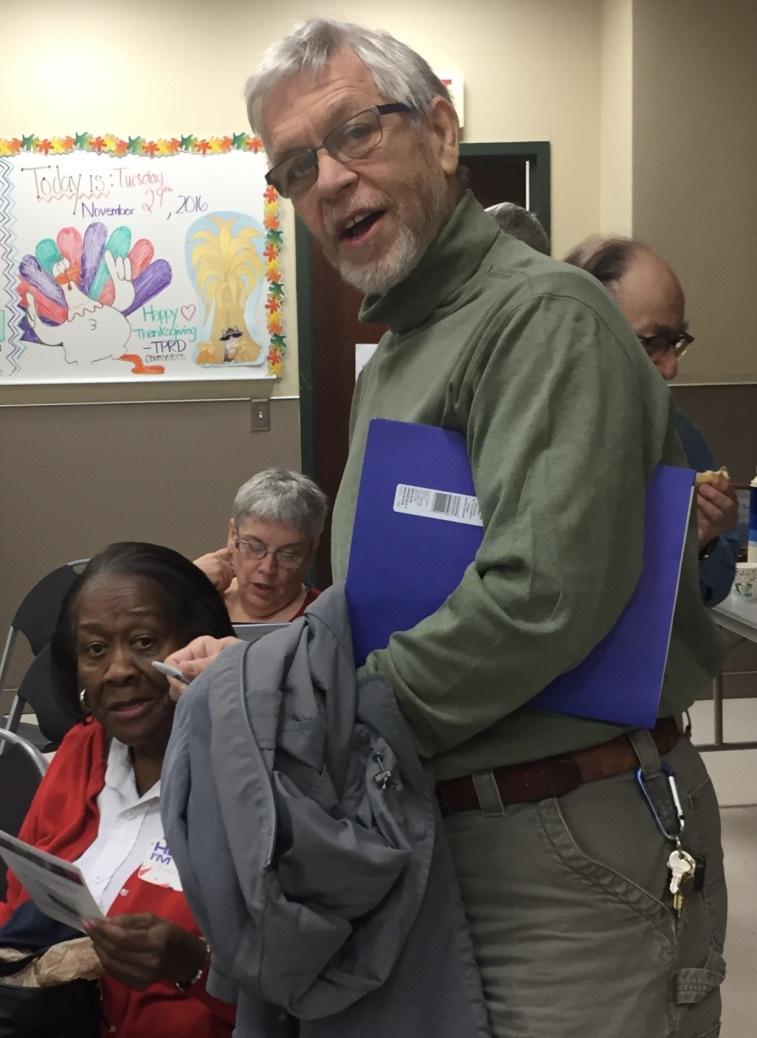 Today is: Tuesday
November 29th, 2016
Happy
Thanksgiving
-TPRD
counselors
I'M